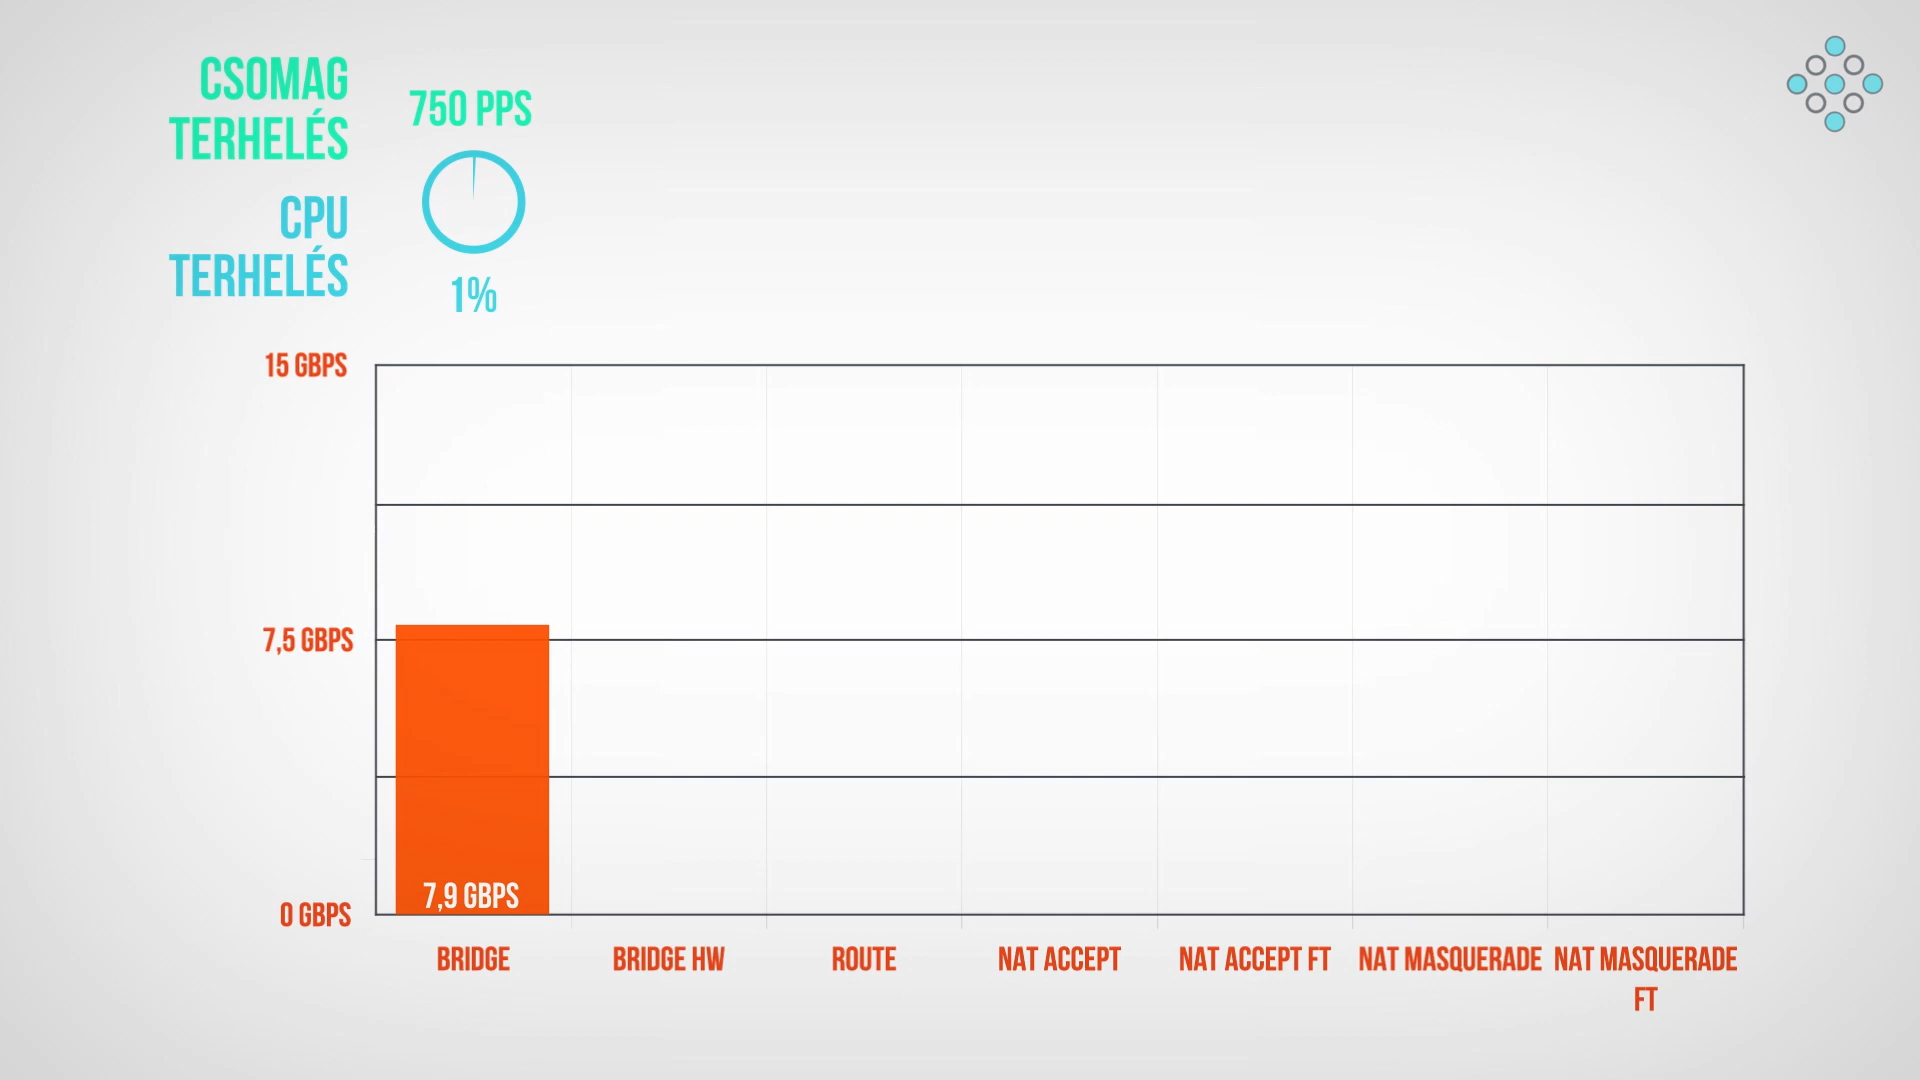 CSOMAG
TERHELÉS
750 PPS
CPU
TERHELÉS
1%
15 GBPS
7,5 GBPS
0 GBPS
7,9 GBPS
BRIDGE
BRIDGE HW
ROUTE
NAT ACCEPT
NAT ACCEPT FT
NAT MASQUERADE
NAT MASQUERADE
FT